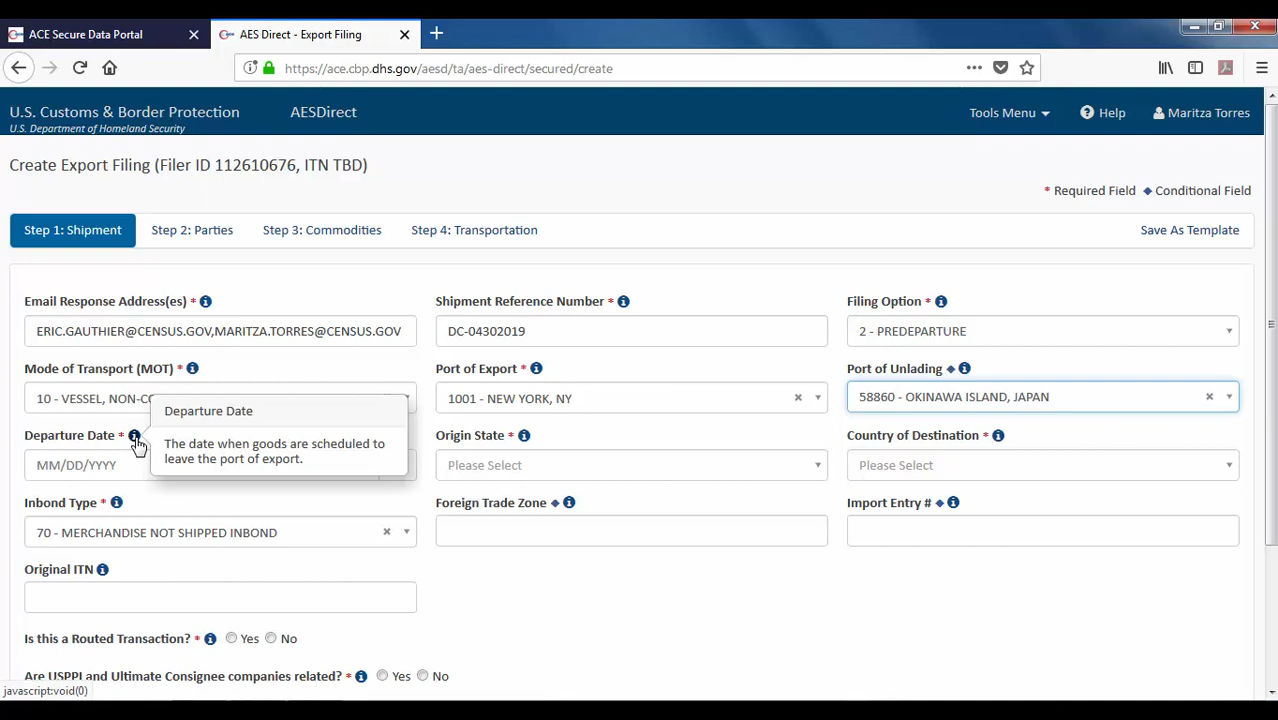 ACE Secure Data Portal
AES Direct - Export Filing
https://ace.cbp.dhs.gov/aesd/ta/aes-direct/secured/create
U.S. Customs & Border Protection
U.S. Department of Homeland Security
AESDirect
Tools Menu
Help
Maritza Torres
Create Export Filing (Filer ID 112610676, ITN TBD)
* Required Field ◆ Conditional Field
Step 1: Shipment
Step 2: Parties
Step 3: Commodities
Step 4: Transportation
Save As Template
Email Response Address(es) *
Shipment Reference Number *
Filing Option *
ERIC.GAUTHIER@CENSUS.GOV,MARITZA.TORRES@CENSUS.GOV
DC-04302019
2 - PREDEPARTURE
Mode of Transport (MOT) *
Port of Export *
Port of Unlading ◆
10 - VESSEL, NON-CO
1001 - NEW YORK, NY
58860 - OKINAWA ISLAND, JAPAN
Departure Date
The date when goods are scheduled to
leave the port of export.
Departure Date *
Origin State *
Country of Destination *
MM/DD/YYYY
Please Select
Please Select
Inbond Type *
Foreign Trade Zone ◆
Import Entry # ◆
70 - MERCHANDISE NOT SHIPPED INBOND
Original ITN
Is this a Routed Transaction? * Yes No
Are USPPI and Ultimate Consignee companies related? * Yes No
javascript:void(0)